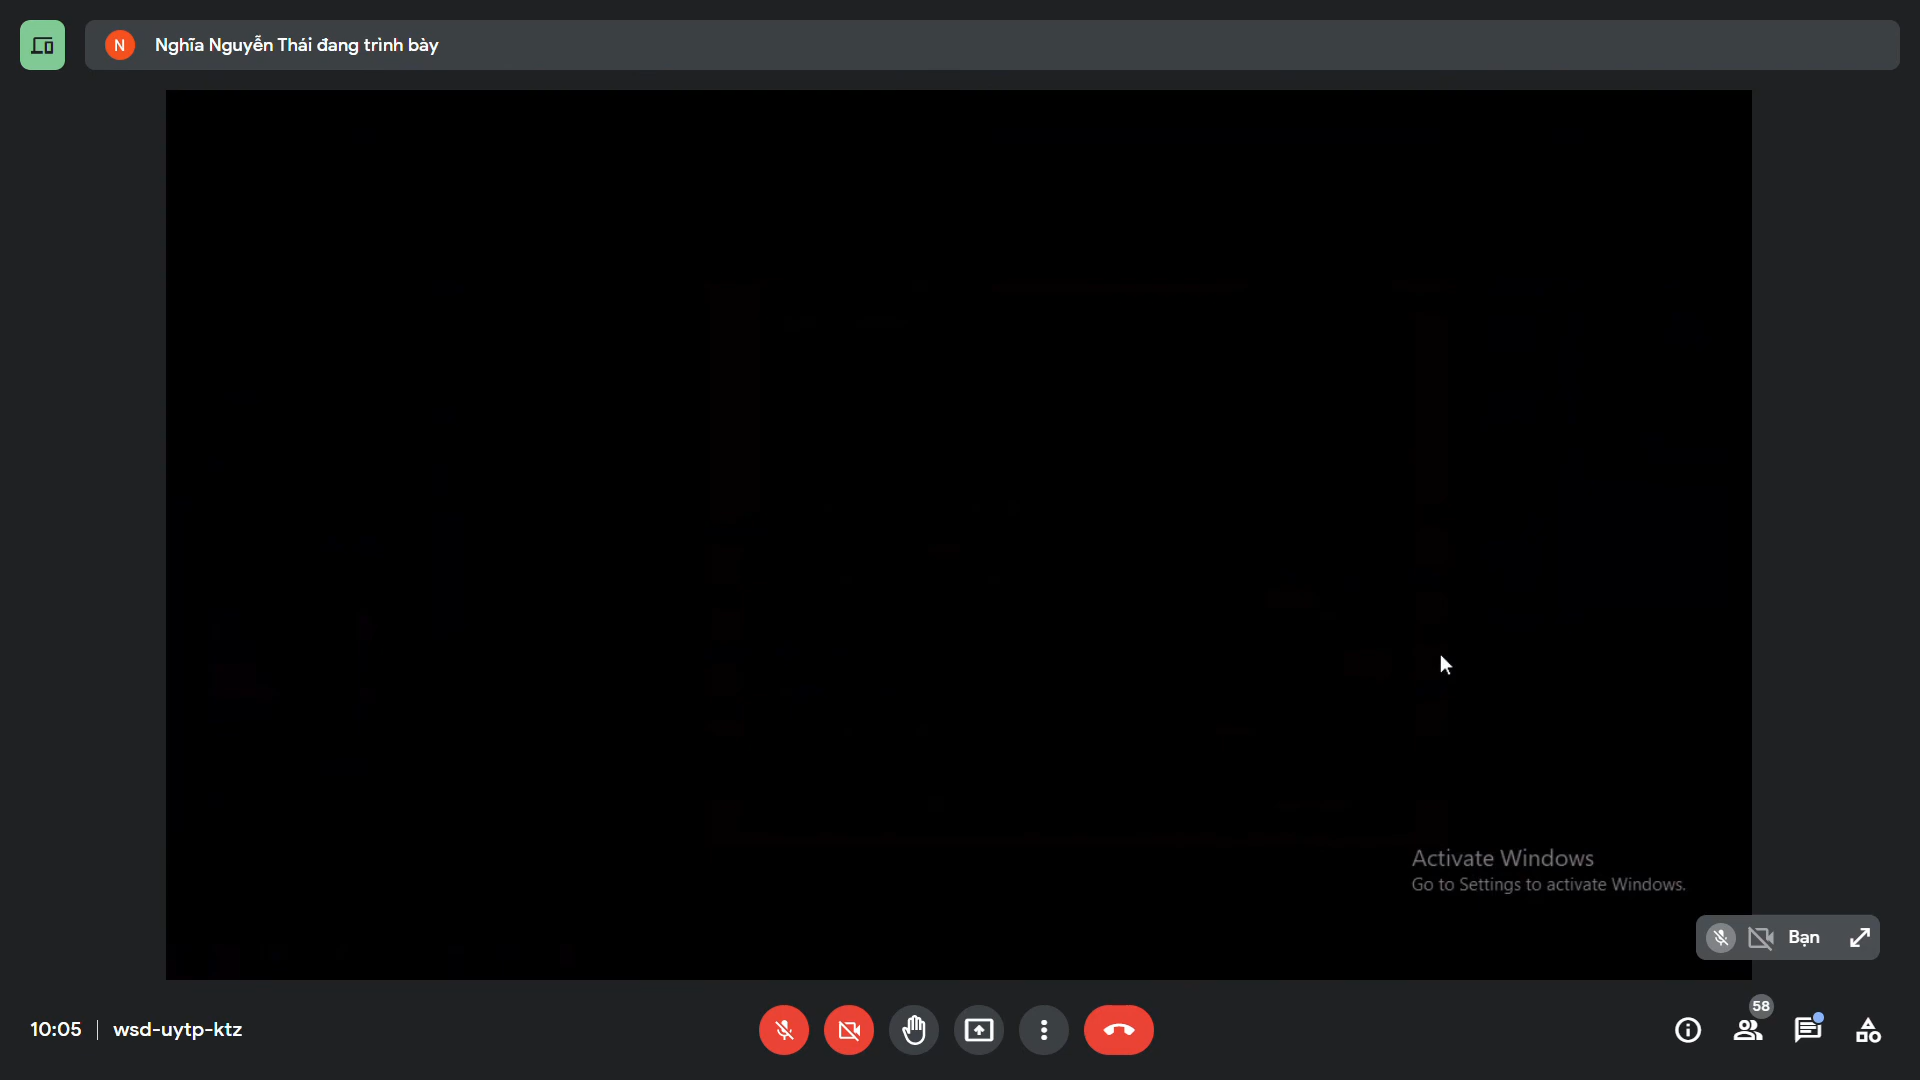 N
Nghĩa Nguyễn Thái đang trình bày
Activate Windows
Go to Settings to activate Windows.
Bạn
58
10:05
wsd-uytp-ktz